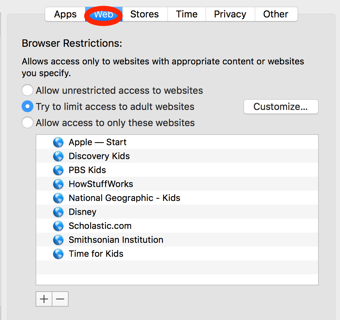 Apps Web Stores Time Privacy Other
Browser Restrictions:
Allows access only to websites with appropriate content or websites
you specify.
Allow unrestricted access to websites
Try to limit access to adult websites Customize...
Allow access to only these websites
Apple — Start
Discovery Kids
PBS Kids
HowStuffWorks
National Geographic - Kids
Disney
Scholastic.com
Smithsonian Institution
Time for Kids
+ −